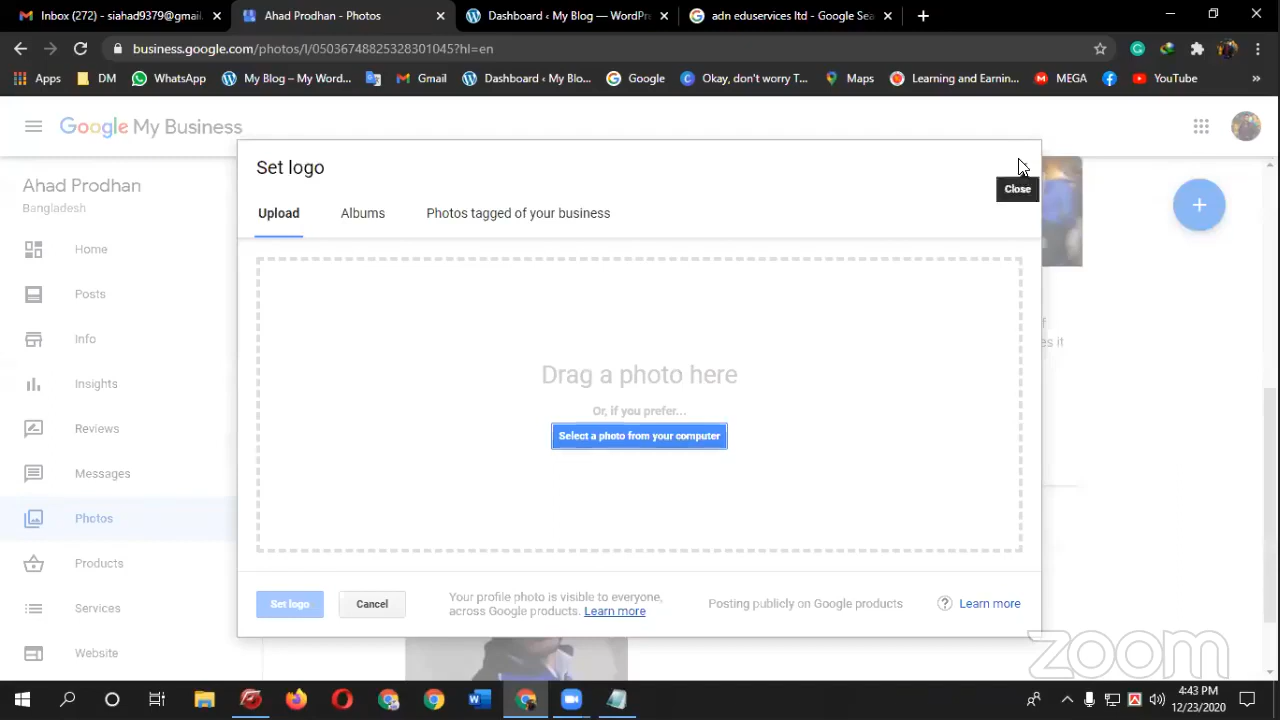 Inbox (272) - siahad9379@gmail.
Ahad Prodhan - Photos
Dashboard ‹ My Blog — WordPre
adn eduservices ltd - Google Sea
business.google.com/photos/l/05036748825328301045?hl=en
Apps
DM
WhatsApp
My Blog – My Word...
Gmail
Dashboard ‹ My Blo...
Google
Okay, don't worry T...
Maps
Learning and Earnin...
MEGA
YouTube
»
Google My Business
Ahad Prodhan
Bangladesh
Home
Posts
Info
Insights
Reviews
Messages
Photos
Products
Services
Website
Set logo
Close
Upload
Albums
Photos tagged of your business
Drag a photo here
Or, if you prefer...
Select a photo from your computer
f
es it
Set logo
Cancel
Your profile photo is visible to everyone,
across Google products. Learn more
Posting publicly on Google products
Learn more
zoom
4:43 PM
12/23/2020